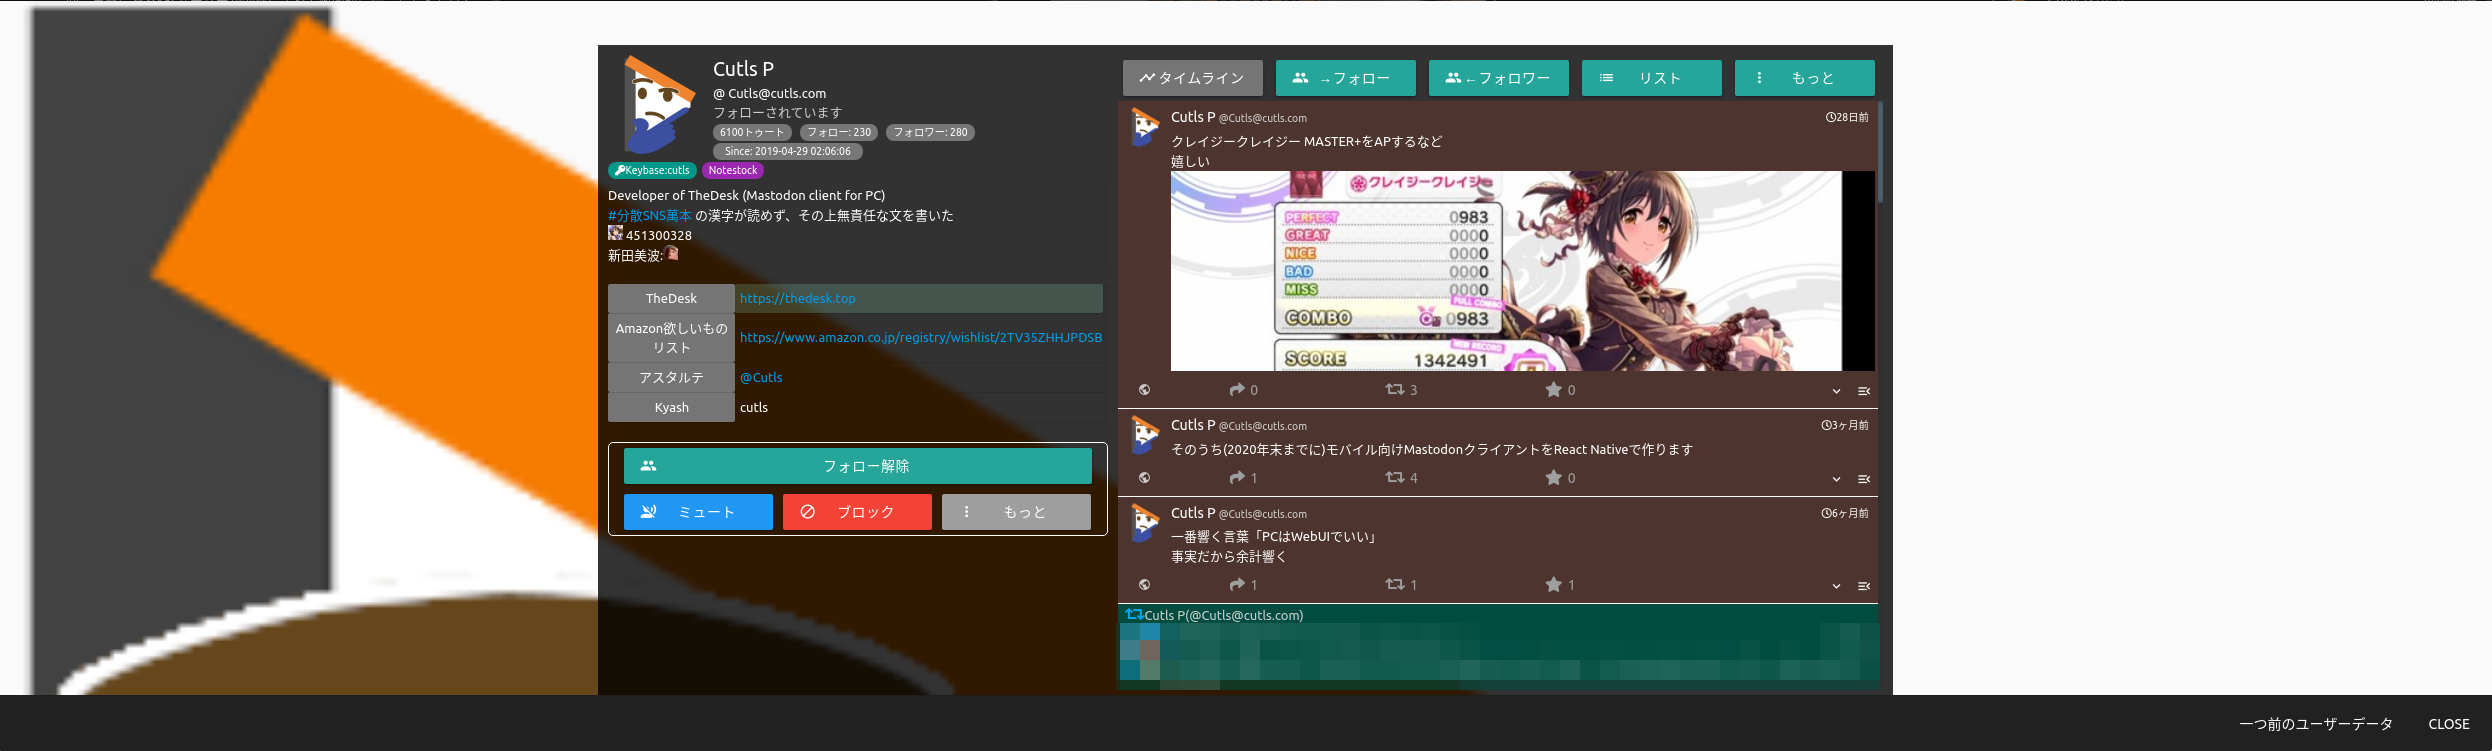 Cutls P
@ Cutls@cutls.com
フォローされています
6100トゥート フォロー: 230 フォロワー: 280
Since: 2019-04-29 02:06:06
Keybase:cutls Notestock
Developer of TheDesk (Mastodon client for PC)
#分散SNS萬本 の漢字が読めず、その上無責任な文を書いた
451300328
新田美波:
TheDesk https://thedesk.top
Amazon欲しいもの
リスト https://www.amazon.co.jp/registry/wishlist/2TV35ZHHJPDSB
アスタルテ @Cutls
Kyash cutls
フォロー解除
ミュート ブロック もっと
タイムライン →フォロー ←フォロワー リスト もっと
Cutls P @Cutls@cutls.com 28日前
クレイジークレイジー MASTER+をAPするなど
嬉しい
クレイジークレイジー
PERFECT 0983
GREAT 0000
NICE 0000
BAD 0000
MISS 0000
FULL COMBO
COMBO 0983
NEW RECORD
SCORE 1342491
0 3 0
Cutls P @Cutls@cutls.com 3ヶ月前
そのうち(2020年末までに)モバイル向けMastodonクライアントをReact Nativeで作ります
1 4 0
Cutls P @Cutls@cutls.com 6ヶ月前
一番響く言葉「PCはWebUIでいい」
事実だから余計響く
1 1 1
Cutls P(@Cutls@cutls.com)
一つ前のユーザーデータ CLOSE